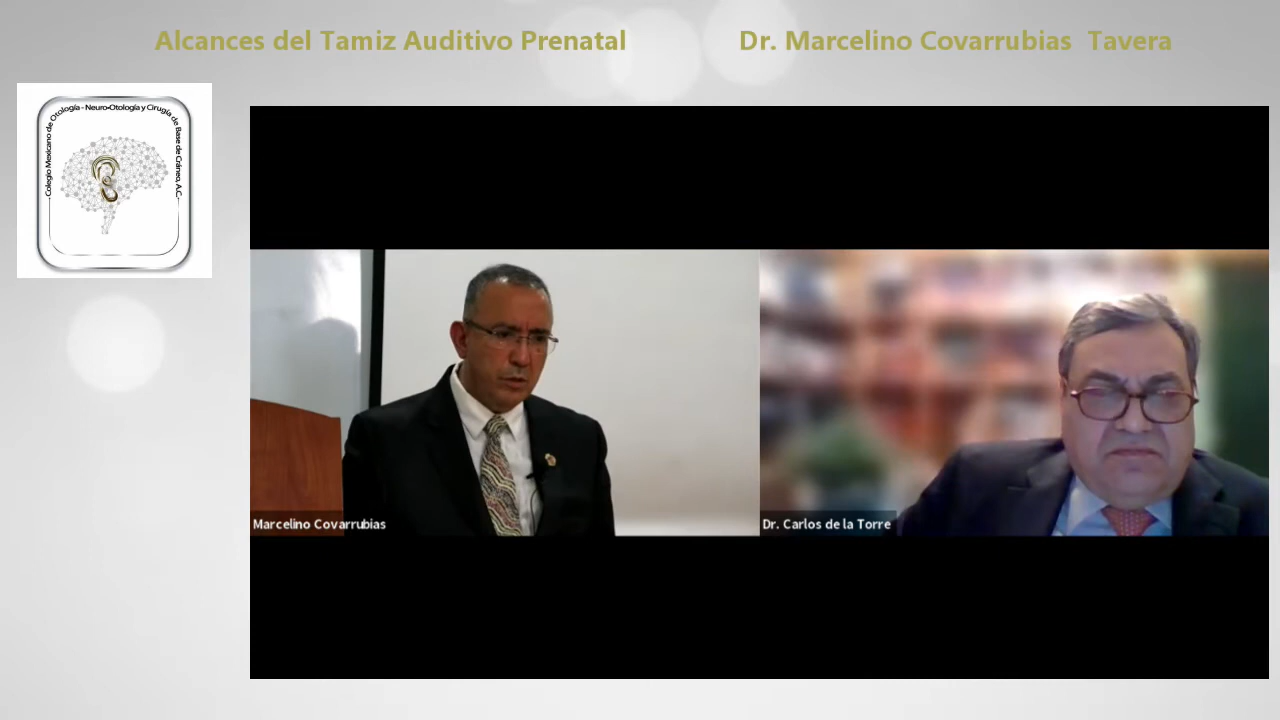 Alcances del Tamiz Auditivo Prenatal
Dr. Marcelino Covarrubias Tavera
Colegio Mexicano de Otología - Neuro-Otología y Cirugía de Base de Cráneo, A.C.
Marcelino Covarrubias
Dr. Carlos de la Torre